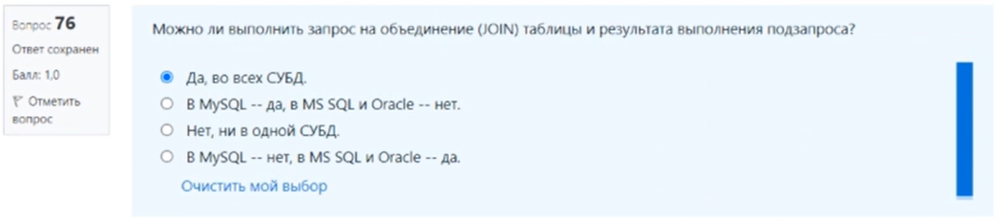 Вопрос 76
Ответ сохранен
Балл: 1,0
Отметить
вопрос
Можно ли выполнить запрос на объединение (JOIN) таблицы и результата выполнения подзапроса?
Да, во всех СУБД.
В MySQL -- да, в MS SQL и Oracle -- нет.
Нет, ни в одной СУБД.
В MySQL -- нет, в MS SQL и Oracle -- да.
Очистить мой выбор